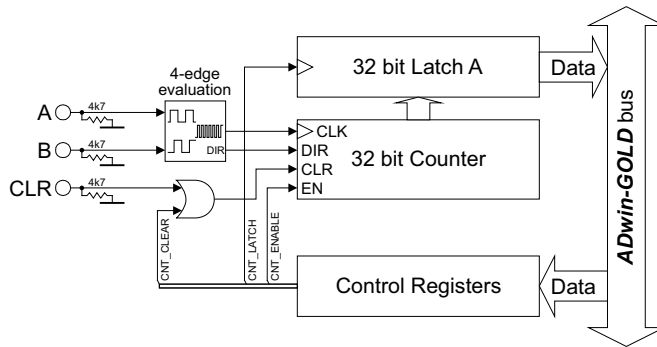 4-edge
evaluation
A
4k7
B
4k7
CLR
4k7
DIR
32 bit Latch A
Data
CLK
DIR
CLR
EN
32 bit Counter
CNT_CLEAR
CNT_LATCH
CNT_ENABLE
Control Registers
Data
ADwin-GOLD bus